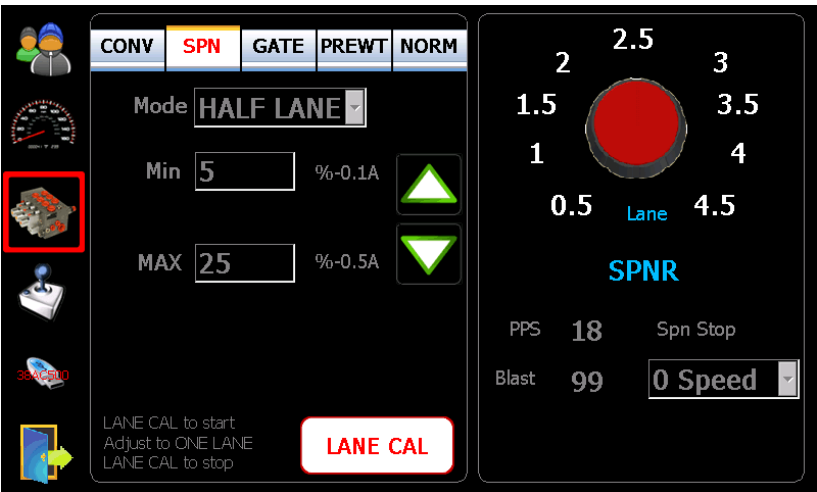 CONV SPN GATE PREWT NORM
Mode HALF LANE
Min 5 %-0.1A
MAX 25 %-0.5A
LANE CAL to start
Adjust to ONE LANE
LANE CAL to stop
LANE CAL
38AC500
2.5
2 3
1.5 3.5
1 4
0.5 Lane 4.5
SPNR
PPS 18 Spn Stop
Blast 99 0 Speed